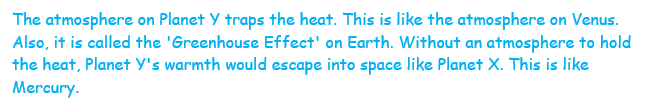 The atmosphere on Planet Y traps the heat. This is like the atmosphere on Venus.
Also, it is called the 'Greenhouse Effect' on Earth. Without an atmosphere to hold
the heat, Planet Y's warmth would escape into space like Planet X. This is like
Mercury.